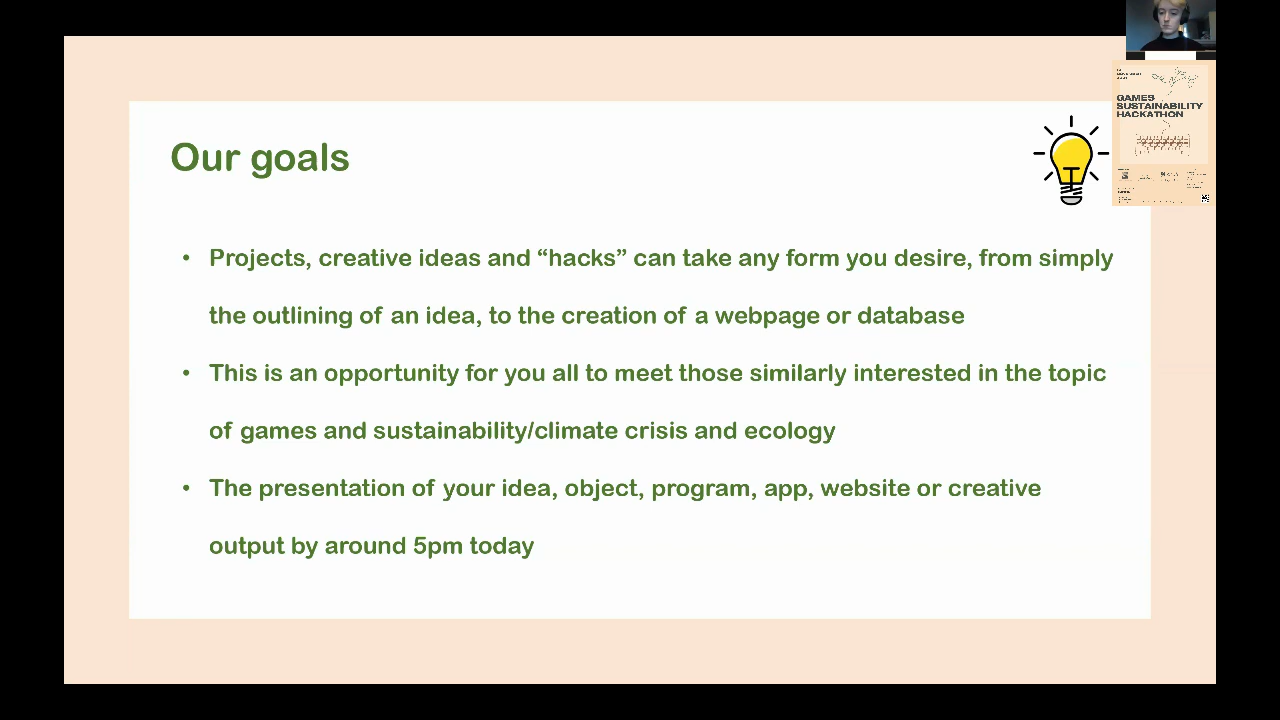 Our goals
GAMES
SUSTAINABILITY
HACKATHON
• Projects, creative ideas and “hacks” can take any form you desire, from simply
the outlining of an idea, to the creation of a webpage or database
• This is an opportunity for you all to meet those similarly interested in the topic
of games and sustainability/climate crisis and ecology
• The presentation of your idea, object, program, app, website or creative
output by around 5pm today